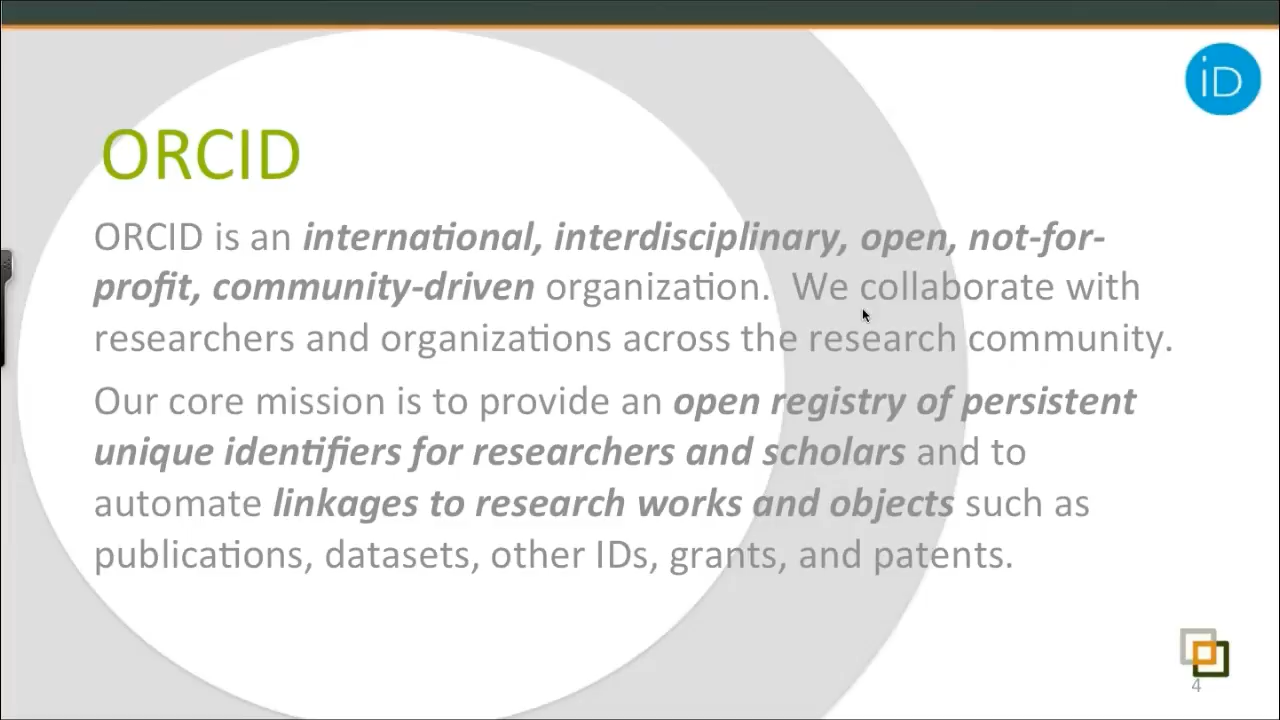 iD
ORCID
ORCID is an international, interdisciplinary, open, not-for-
profit, community-driven organization.  We collaborate with
researchers and organizations across the research community.
Our core mission is to provide an open registry of persistent
unique identifiers for researchers and scholars and to
automate linkages to research works and objects such as
publications, datasets, other IDs, grants, and patents.
4